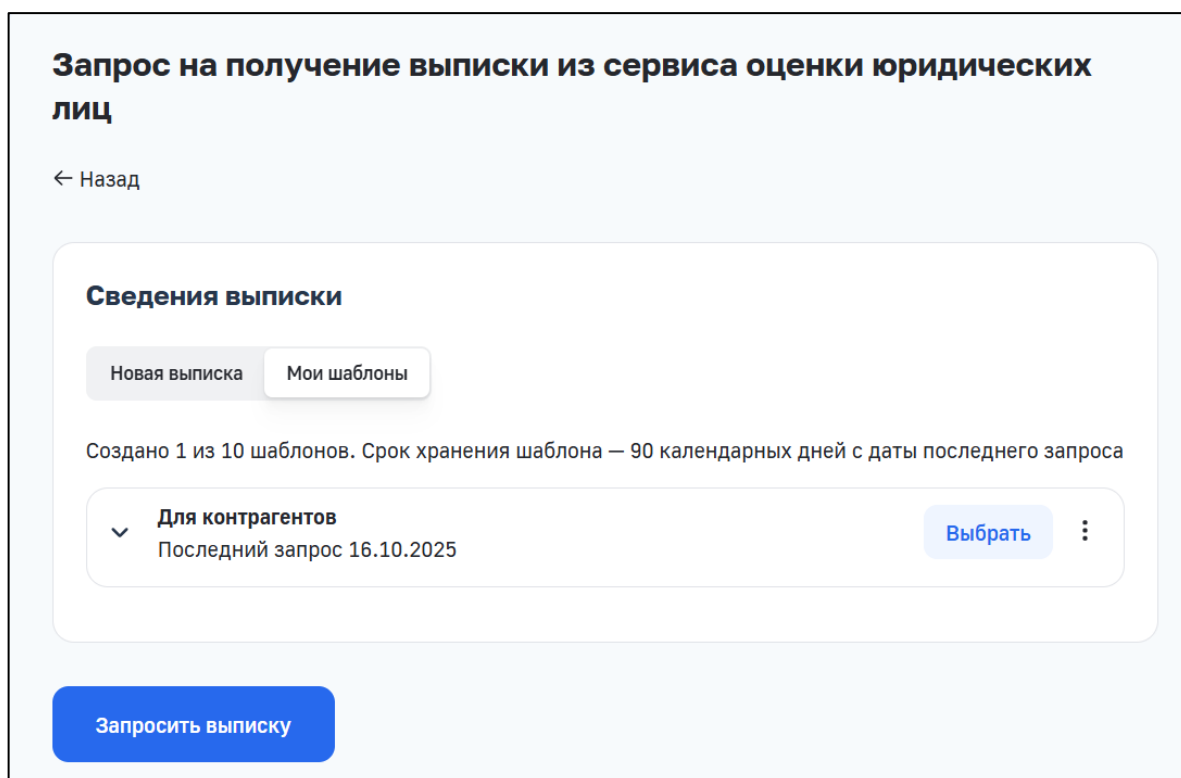 Запрос на получение выписки из сервиса оценки юридических
лиц
← Назад
Сведения выписки
Новая выписка
Мои шаблоны
Создано 1 из 10 шаблонов. Срок хранения шаблона — 90 календарных дней с даты последнего запроса
Для контрагентов
Последний запрос 16.10.2025
Выбрать
Запросить выписку